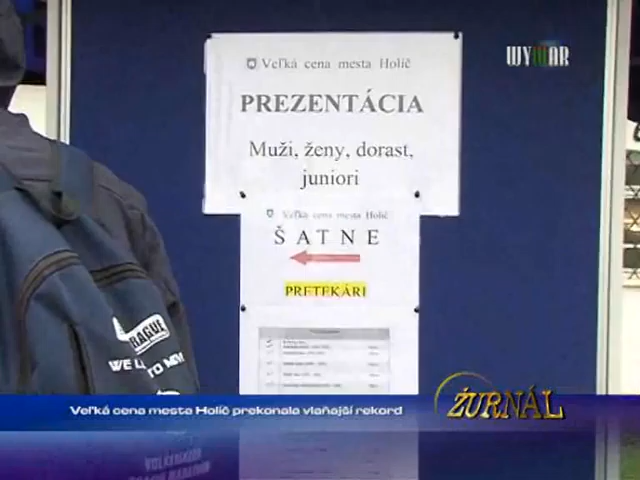 WYMAR
Veľká cena mesta Holíč
PREZENTÁCIA
Muži, ženy, dorast,
juniori
Veľká cena mesta Holíč
ŠATNE
PRETEKÁRI
PRAGUE
Veľká cena mesta Holíč prekonala vlaňajší rekord
ŽURNÁL